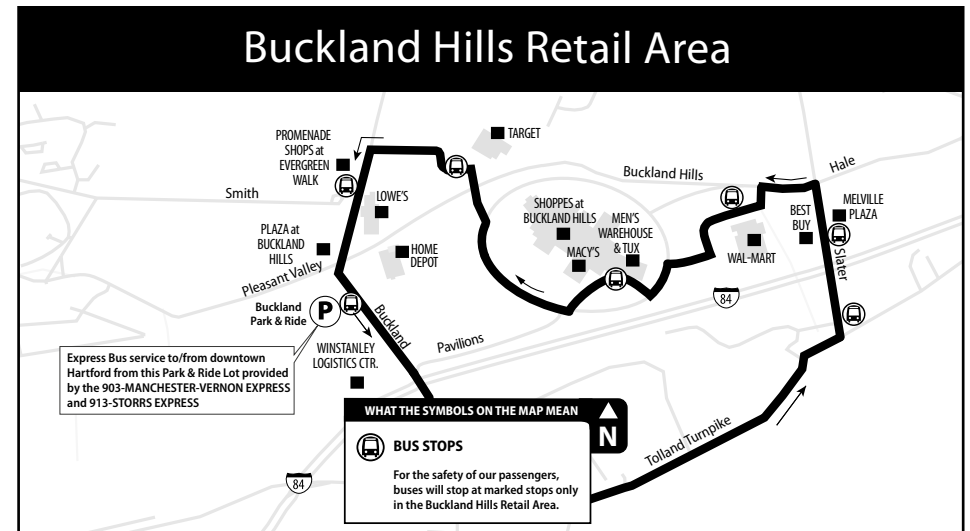 Buckland Hills Retail Area
PROMENADE
SHOPS at
EVERGREEN
WALK
TARGET
Smith
LOWE'S
Buckland Hills
Hale
SHOPPES at
BUCKLAND HILLS
MEN'S
WAREHOUSE
& TUX
MACY'S
BEST
BUY
MELVILLE
PLAZA
WAL-MART
Slater
PLAZA at
BUCKLAND
HILLS
HOME
DEPOT
Pleasant Valley
84
Buckland
Park & Ride
P
Buckland
Pavilions
WINSTANLEY
LOGISTICS CTR.
Express Bus service to/from downtown
Hartford from this Park & Ride Lot provided
by the 903-MANCHESTER-VERNON EXPRESS
and 913-STORRS EXPRESS
WHAT THE SYMBOLS ON THE MAP MEAN
N
BUS STOPS
For the safety of our passengers,
buses will stop at marked stops only
in the Buckland Hills Retail Area.
Tolland Turnpike
84